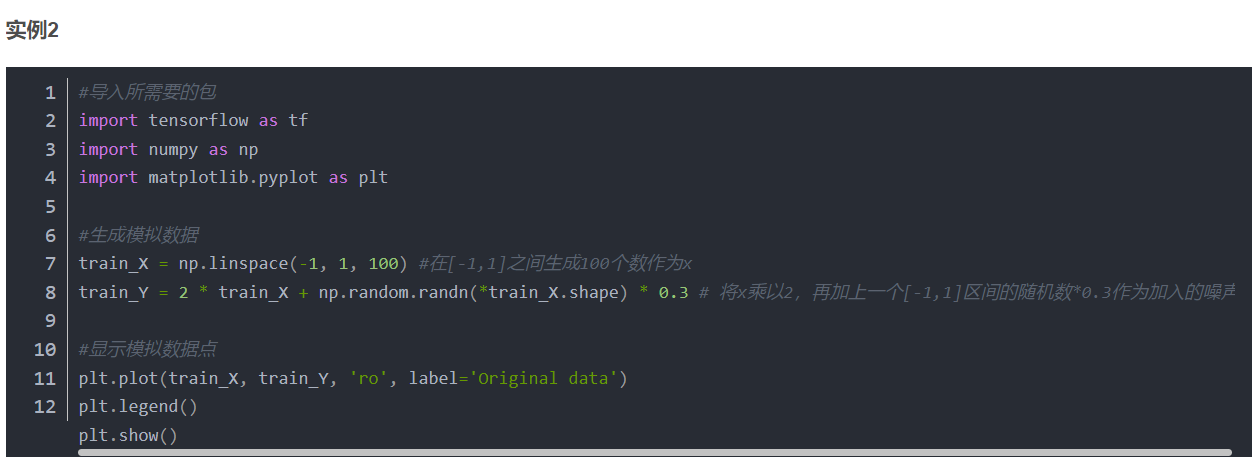 实例2
1 #导入所需要的包
2 import tensorflow as tf
3 import numpy as np
4 import matplotlib.pyplot as plt
5
6 #生成模拟数据
7 train_X = np.linspace(-1, 1, 100) #在[-1,1]之间生成100个数作为x
8 train_Y = 2 * train_X + np.random.randn(*train_X.shape) * 0.3 # 将x乘以2，再加上一个[-1,1]区间的随机数*0.3作为加入的噪声
9
10 #显示模拟数据点
11 plt.plot(train_X, train_Y, 'ro', label='Original data')
12 plt.legend()
plt.show()